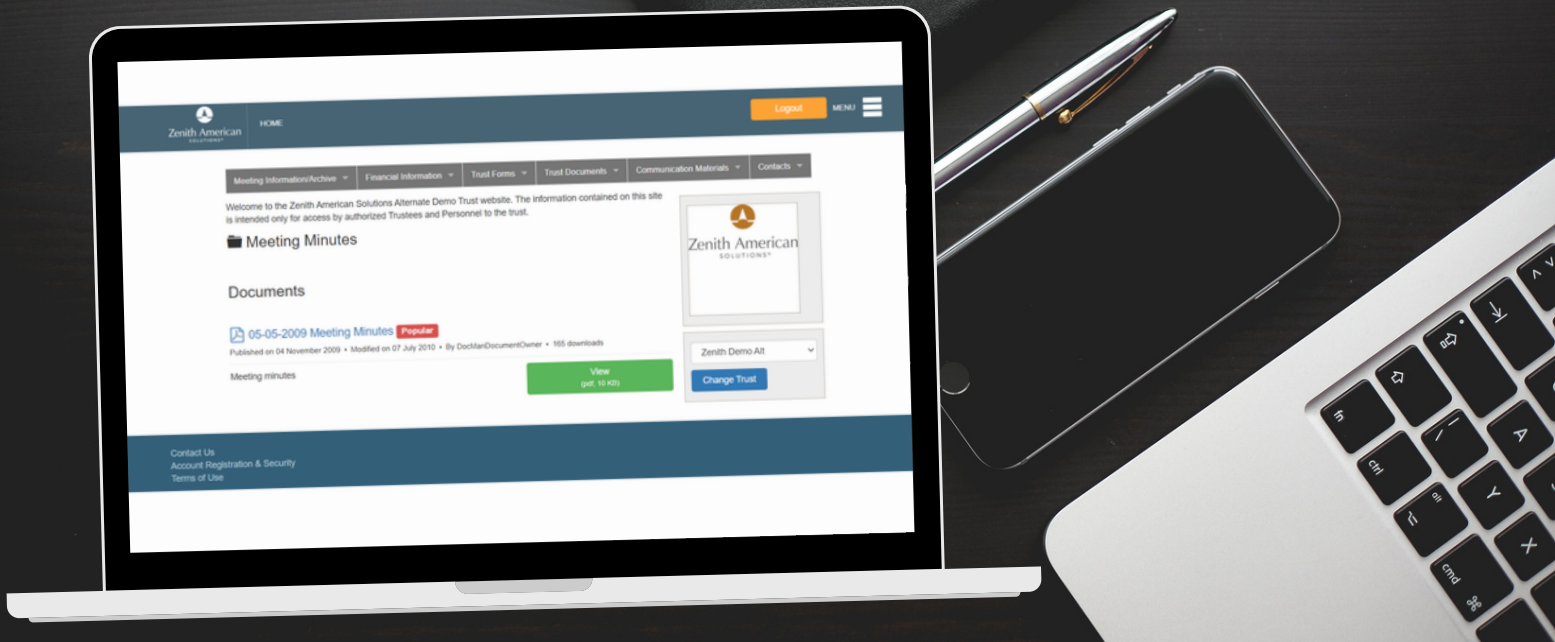 Zenith American
SOLUTIONS®
HOME
Logout
MENU
Meeting Information/Archive
Financial Information
Trust Forms
Trust Documents
Communication Materials
Contacts
Welcome to the Zenith American Solutions Alternate Demo Trust website. The information contained on this site
is intended only for access by authorized Trustees and Personnel to the trust.
Meeting Minutes
Zenith American
SOLUTIONS®
Documents
05-05-2009 Meeting Minutes Popular
Published on 04 November 2009 • Modified on 07 July 2010 • By DocManDocumentOwner • 165 downloads
Meeting minutes
View
(pdf, 10 KB)
Zenith Demo Alt
Change Trust
Contact Us
Account Registration & Security
Terms of Use
fn
ctrl
alt
cmd
A
Y
X